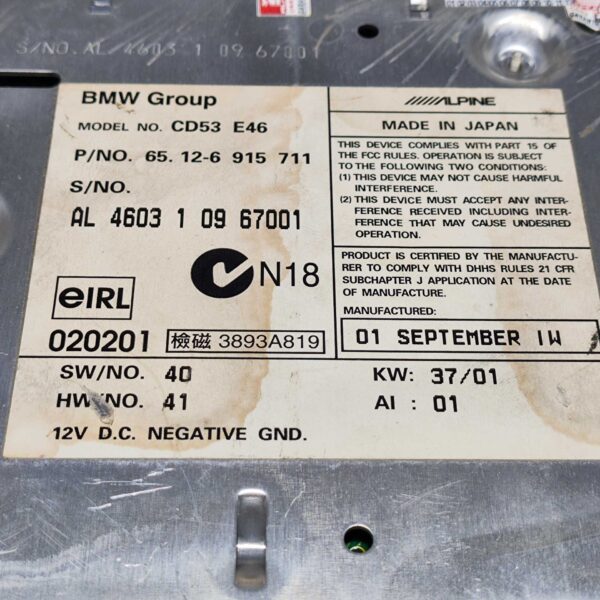 S/NO. AL 4603 1 09 67001
BMW Group
MODEL NO. CD53 E46
P/NO. 65. 12-6 915 711
S/NO.
AL 4603 1 09 67001
N18
eIRL
020201 檢磁 3893A819
ALPINE
MADE IN JAPAN
THIS DEVICE COMPLIES WITH PART 15 OF
THE FCC RULES. OPERATION IS SUBJECT
TO THE FOLLOWING TWO CONDITIONS:
(1) THIS DEVICE MAY NOT CAUSE HARMFUL
INTERFERENCE.
(2) THIS DEVICE MUST ACCEPT ANY INTER-
FERENCE RECEIVED INCLUDING INTER-
FERENCE THAT MAY CAUSE UNDESIRED
OPERATION.
PRODUCT IS CERTIFIED BY THE MANUFACTU-
RER TO COMPLY WITH DHHS RULES 21 CFR
SUBCHAPTER J APPLICATION AT THE DATE
OF MANUFACTURE.
MANUFACTURED:
01 SEPTEMBER IW
SW/NO. 40
HW/NO. 41
12V D.C. NEGATIVE GND.
KW: 37/01
AI : 01